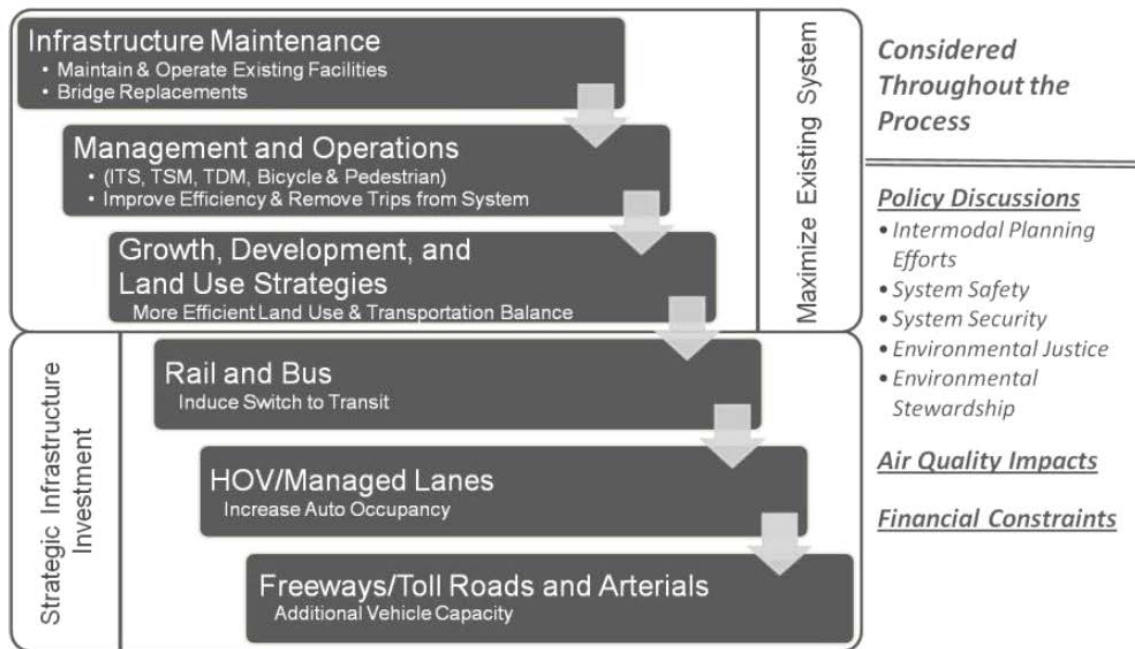 Infrastructure Maintenance
• Maintain & Operate Existing Facilities
• Bridge Replacements
Management and Operations
• (ITS, TSM, TDM, Bicycle & Pedestrian)
• Improve Efficiency & Remove Trips from System
Growth, Development, and
Land Use Strategies
More Efficient Land Use & Transportation Balance
Maximize Existing System
Rail and Bus
Induce Switch to Transit
HOV/Managed Lanes
Increase Auto Occupancy
Freeways/Toll Roads and Arterials
Additional Vehicle Capacity
Strategic Infrastructure
Investment
Considered
Throughout the
Process
Policy Discussions
• Intermodal Planning
Efforts
• System Safety
• System Security
• Environmental Justice
• Environmental
Stewardship
Air Quality Impacts
Financial Constraints